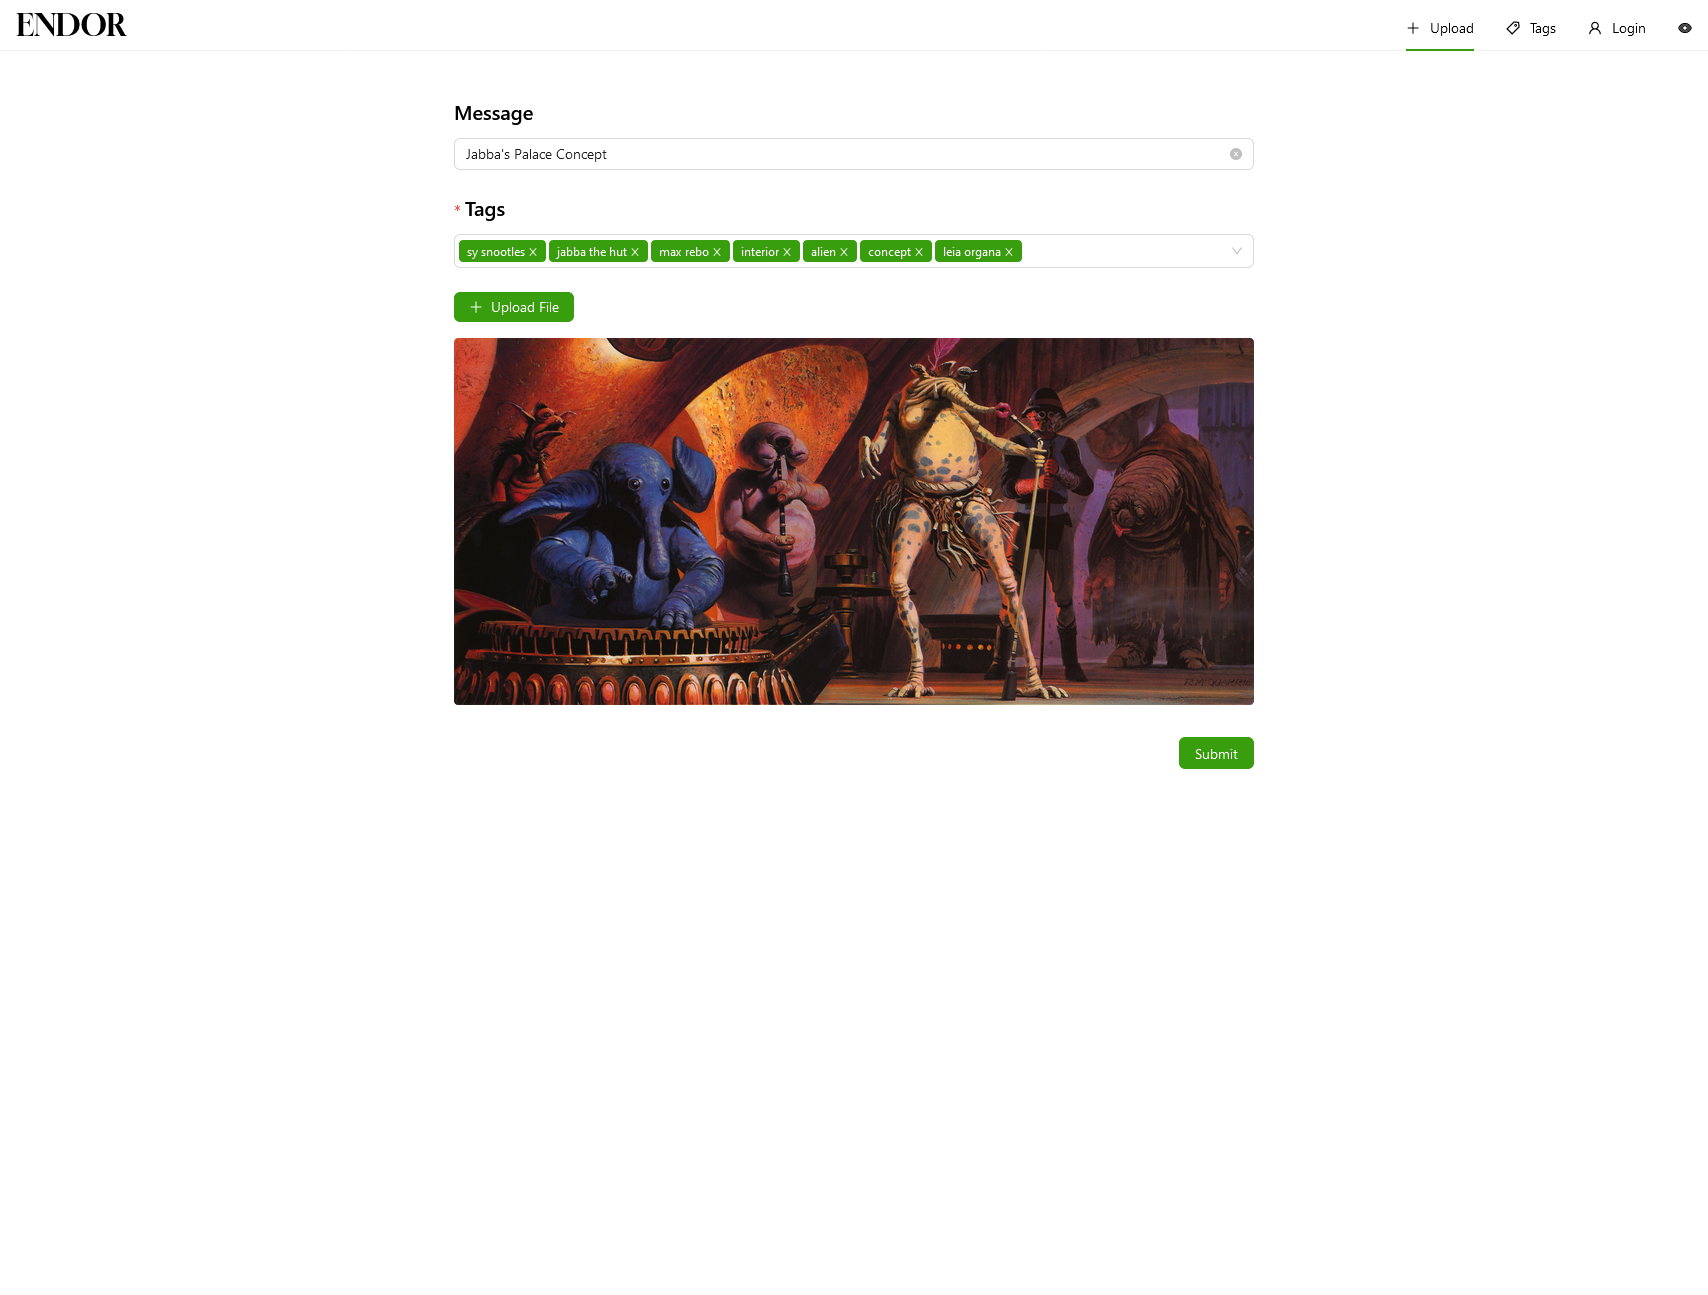 ENDOR
Upload
Tags
Login
Message
Jabba's Palace Concept
* Tags
sy snootles
jabba the hut
max rebo
interior
alien
concept
leia organa
Upload File
Submit